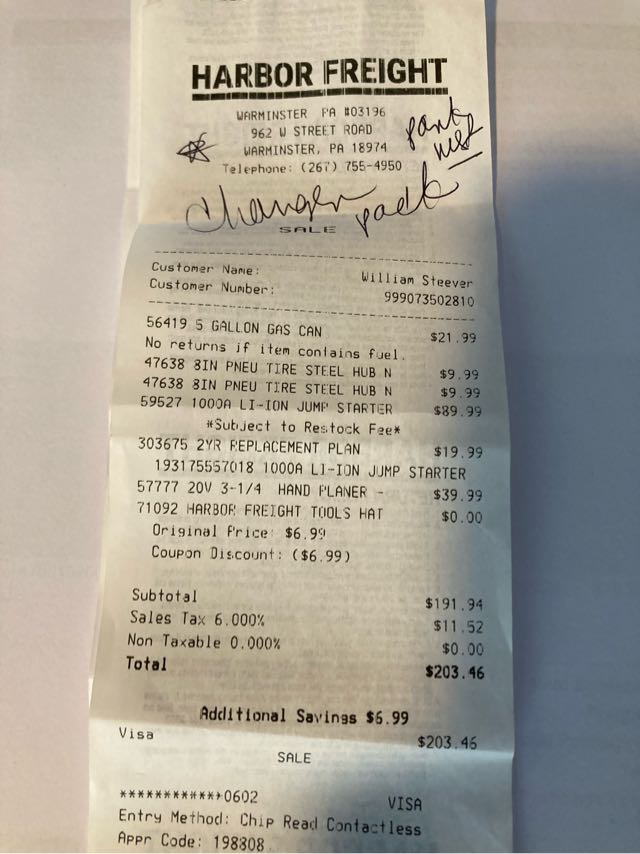 HARBOR FREIGHT
WARMINSTER PA #03196
962 W STREET ROAD
WARMINSTER, PA 18974
Telephone: (267) 755-4950
pack
SALE
Customer Name: William Steever
Customer Number: 999073502810
56419 5 GALLON GAS CAN $21.99
No returns if item contains fuel.
47638 8IN PNEU TIRE STEEL HUB N $9.99
47638 8IN PNEU TIRE STEEL HUB N $9.99
59527 1000A LI-ION JUMP STARTER $89.99
*Subject to Restock Fee*
303675 2YR REPLACEMENT PLAN $19.99
193175557018 1000A LI-ION JUMP STARTER
57777 20V 3-1/4 HAND PLANER - $39.99
71092 HARBOR FREIGHT TOOLS HAT $0.00
Original Price: $6.99
Coupon Discount: ($6.99)
Subtotal $191.94
Sales Tax 6.000% $11.52
Non Taxable 0.000% $0.00
Total $203.46
Additional Savings $6.99
Visa $203.46
SALE
************0602 VISA
Entry Method: Chip Read Contactless
Appr Code: 198808